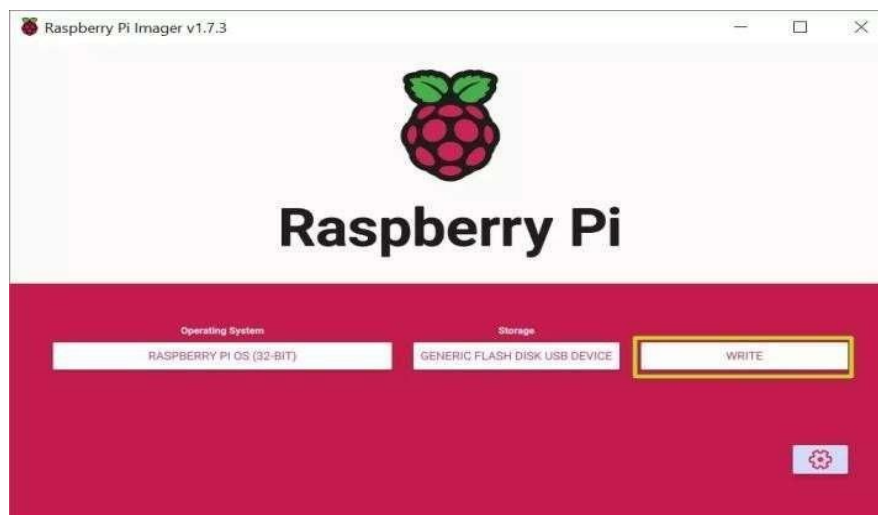 Raspberry Pi Imager v1.7.3
Raspberry Pi
Operating System
Storage
RASPBERRY PI OS (32-BIT)
GENERIC FLASH DISK USB DEVICE
WRITE